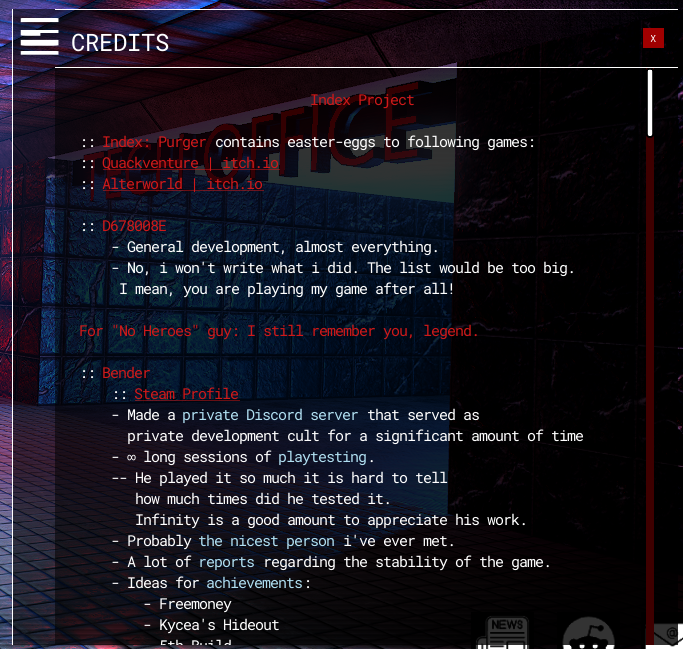 CREDITS
X
OFFICE
Index Project
:: Index: Purger contains easter-eggs to following games:
:: Quackventure | itch.io
:: Alterworld | itch.io
:: D678008E
- General development, almost everything.
- No, i won't write what i did. The list would be too big.
I mean, you are playing my game after all!
For "No Heroes" guy: I still remember you, legend.
:: Bender
:: Steam Profile
- Made a private Discord server that served as
private development cult for a significant amount of time
- ∞ long sessions of playtesting.
-- He played it so much it is hard to tell
how much times did he tested it.
Infinity is a good amount to appreciate his work.
- Probably the nicest person i've ever met.
- A lot of reports regarding the stability of the game.
- Ideas for achievements:
- Freemoney
- Kycea's Hideout
- 5th Build
NEWS
@